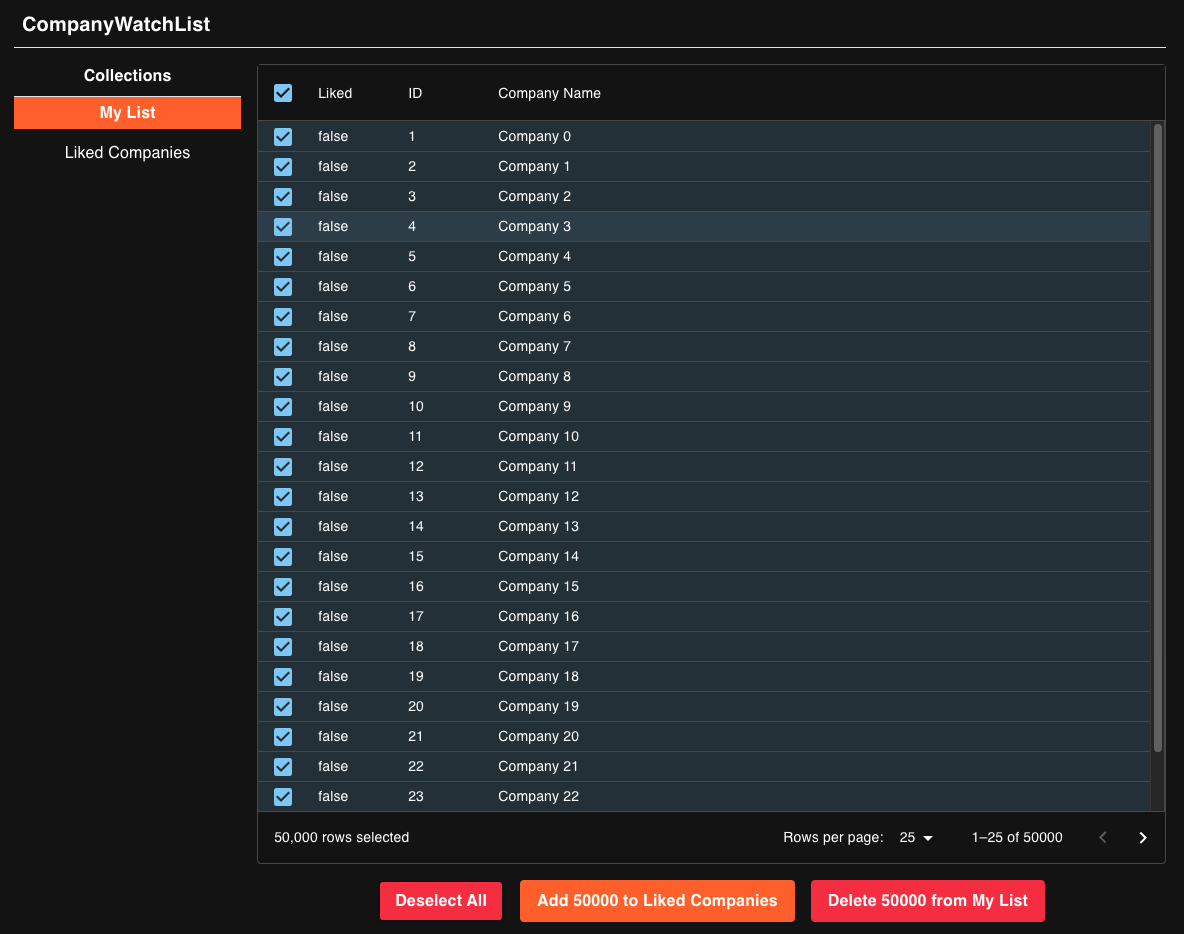 CompanyWatchList
Collections
My List
Liked Companies
Liked ID Company Name
false 1 Company 0
false 2 Company 1
false 3 Company 2
false 4 Company 3
false 5 Company 4
false 6 Company 5
false 7 Company 6
false 8 Company 7
false 9 Company 8
false 10 Company 9
false 11 Company 10
false 12 Company 11
false 13 Company 12
false 14 Company 13
false 15 Company 14
false 16 Company 15
false 17 Company 16
false 18 Company 17
false 19 Company 18
false 20 Company 19
false 21 Company 20
false 22 Company 21
false 23 Company 22
50,000 rows selected Rows per page: 25 1–25 of 50000
Deselect All Add 50000 to Liked Companies Delete 50000 from My List